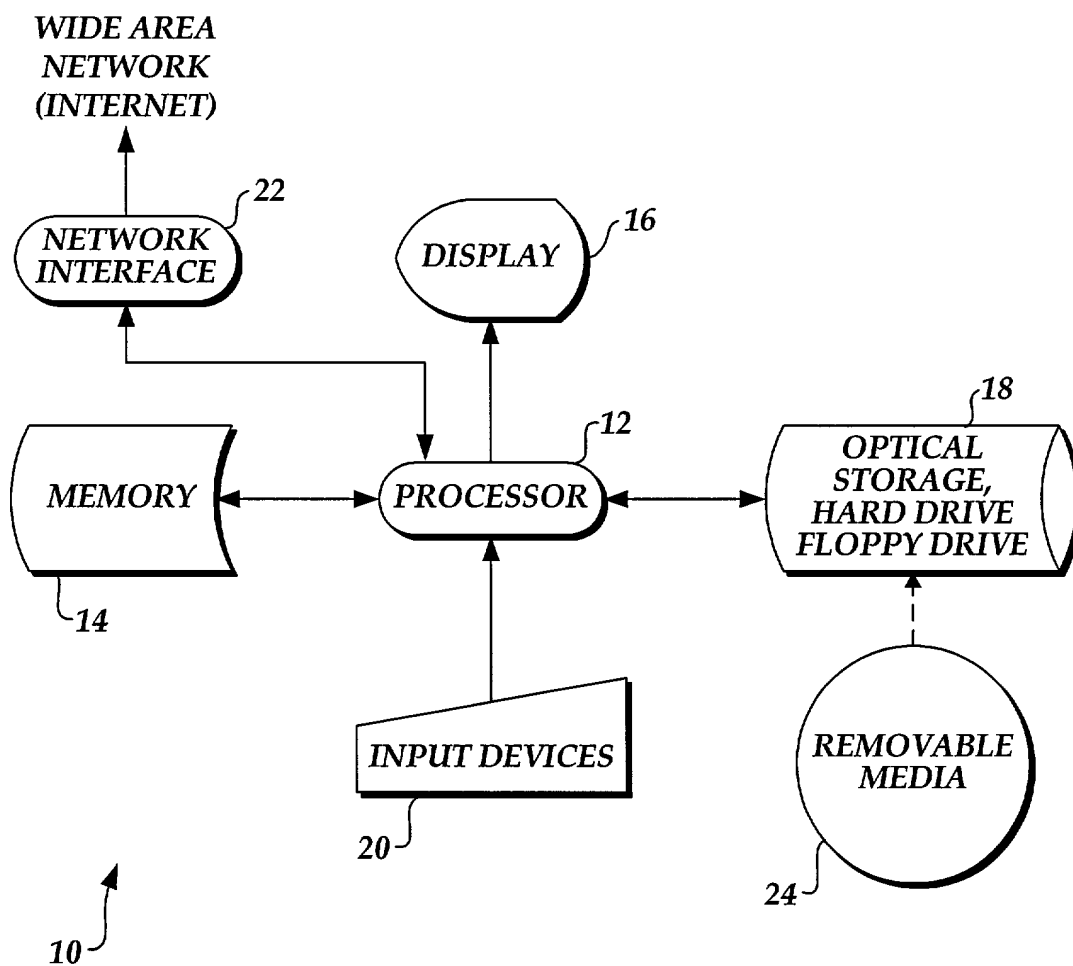 WIDE AREA
NETWORK
(INTERNET)
22
NETWORK
INTERFACE
DISPLAY
16
18
12
MEMORY
PROCESSOR
OPTICAL
STORAGE,
HARD DRIVE
FLOPPY DRIVE
14
INPUT DEVICES
REMOVABLE
MEDIA
20
24
10